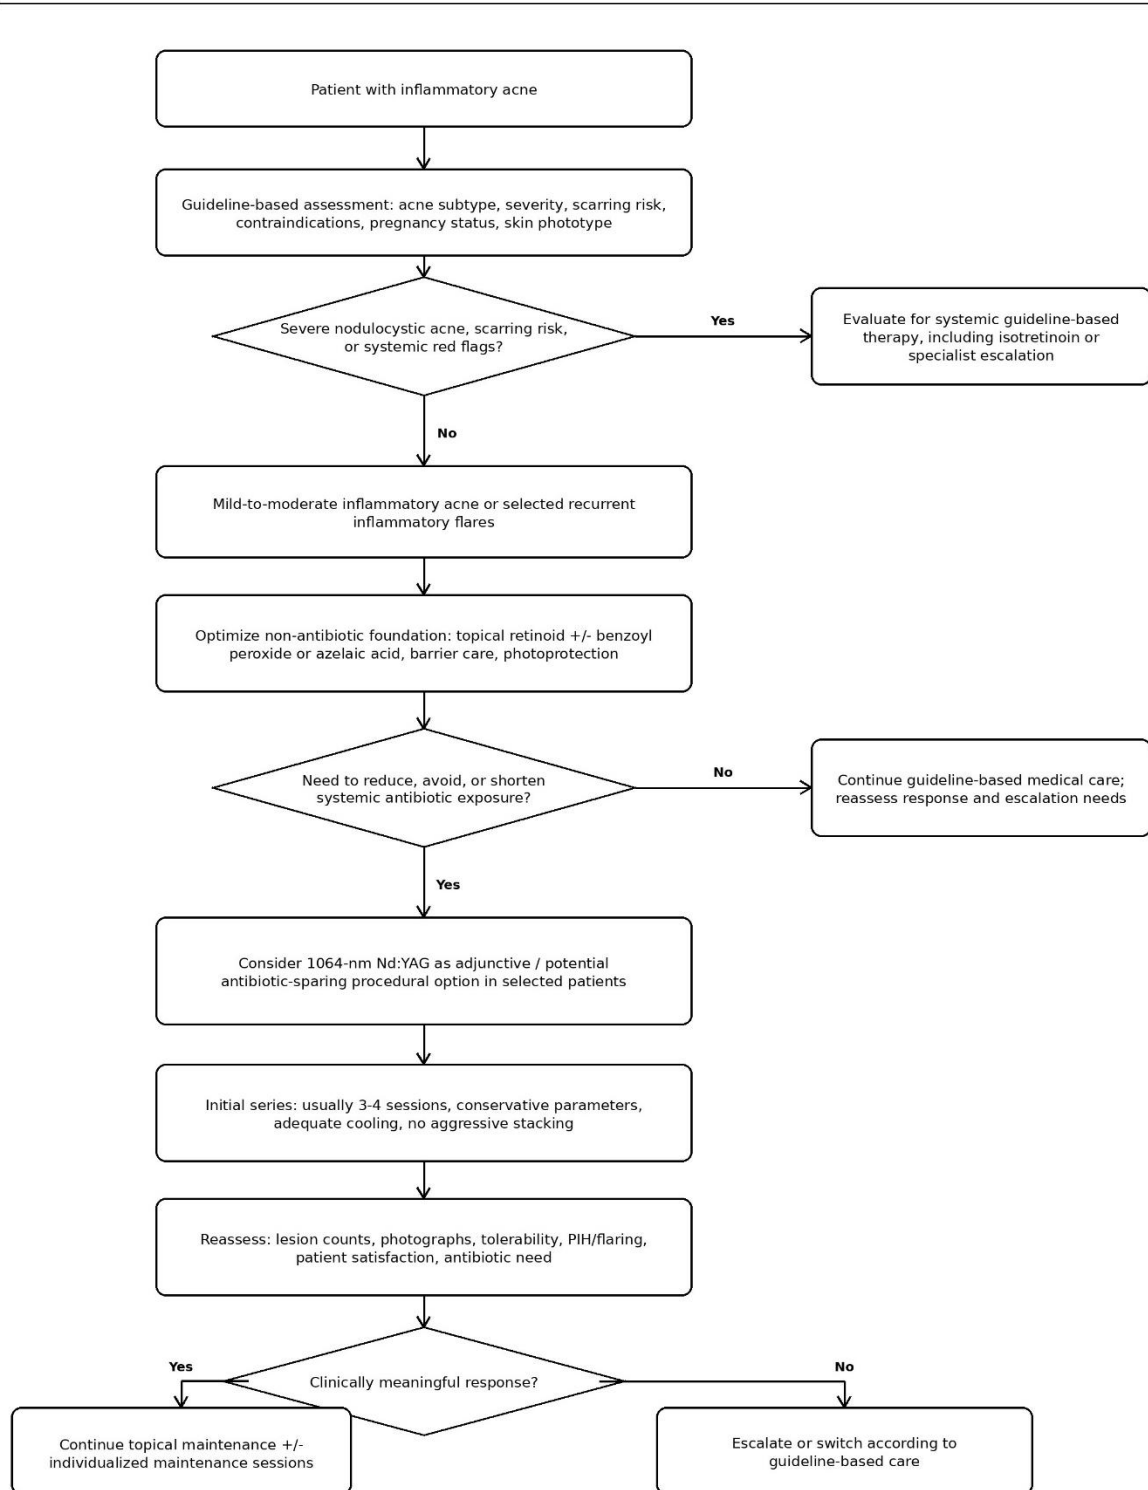 Patient with inflammatory acne
Guideline-based assessment: acne subtype, severity, scarring risk,
contraindications, pregnancy status, skin phototype
Severe nodulocystic acne, scarring risk,
or systemic red flags?
Yes
Evaluate for systemic guideline-based
therapy, including isotretinoin or
specialist escalation
No
Mild-to-moderate inflammatory acne or selected recurrent
inflammatory flares
Optimize non-antibiotic foundation: topical retinoid +/- benzoyl
peroxide or azelaic acid, barrier care, photoprotection
Need to reduce, avoid, or shorten
systemic antibiotic exposure?
No
Continue guideline-based medical care;
reassess response and escalation needs
Yes
Consider 1064-nm Nd:YAG as adjunctive / potential
antibiotic-sparing procedural option in selected patients
Initial series: usually 3-4 sessions, conservative parameters,
adequate cooling, no aggressive stacking
Reassess: lesion counts, photographs, tolerability, PIH/flaring,
patient satisfaction, antibiotic need
Clinically meaningful response?
Yes
Continue topical maintenance +/-
individualized maintenance sessions
No
Escalate or switch according to
guideline-based care